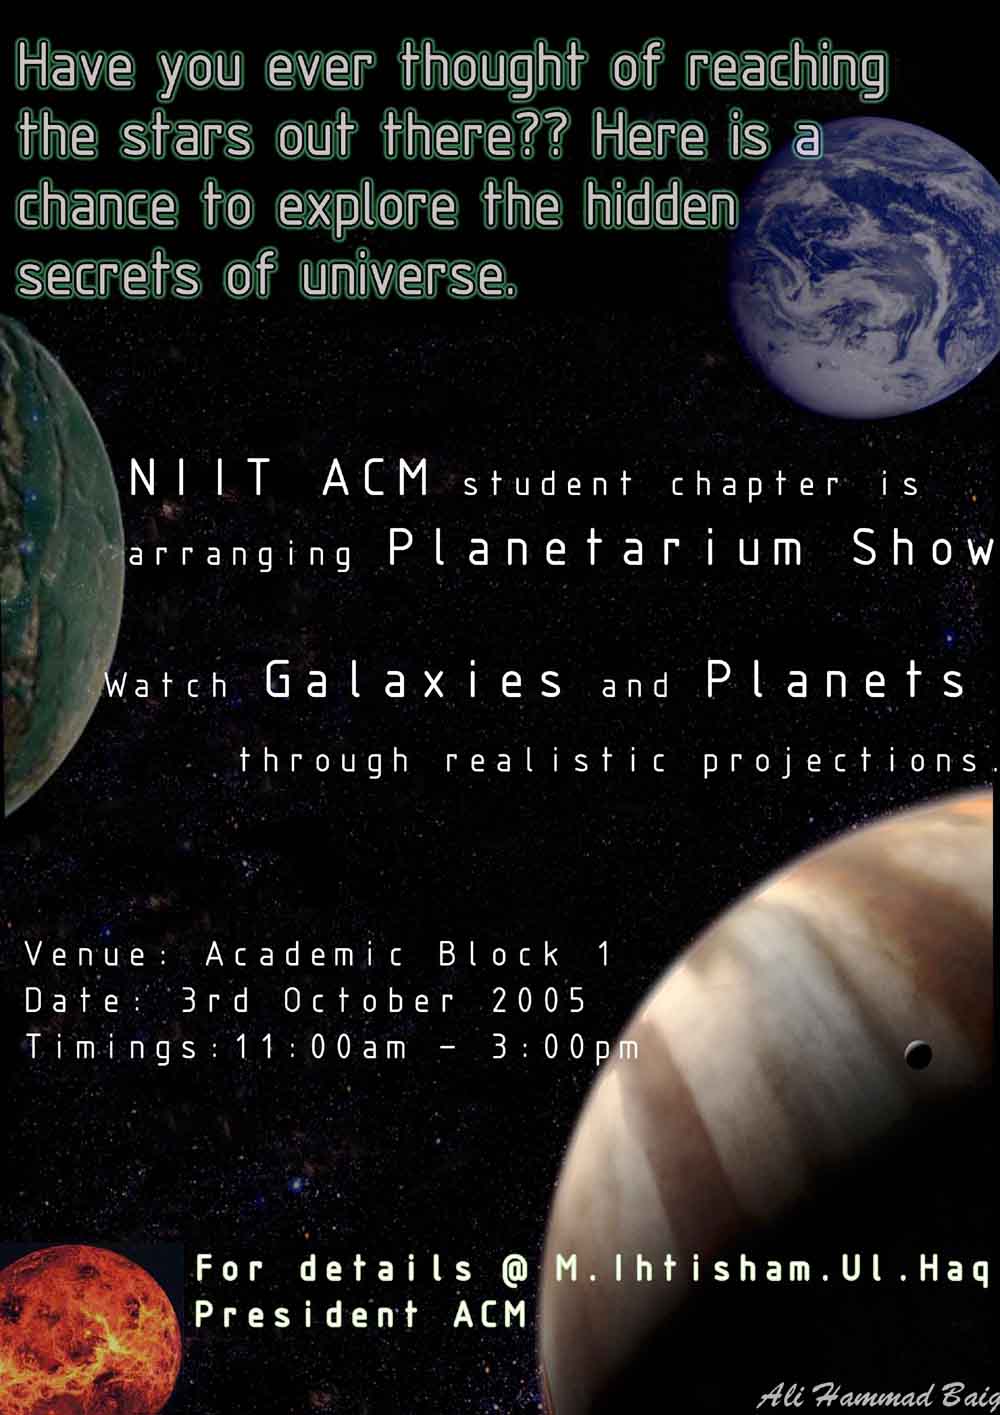 Have you ever thought of reaching
the stars out there?? Here is a
chance to explore the hidden
secrets of universe.
NIIT ACM student chapter is
arranging Planetarium Show
Watch Galaxies and Planets
through realistic projections.
Venue: Academic Block 1
Date: 3rd October 2005
Timings:11:00am - 3:00pm
For details @ M.Ihtisham.Ul.Haq
President ACM
Ali Hammad Baig